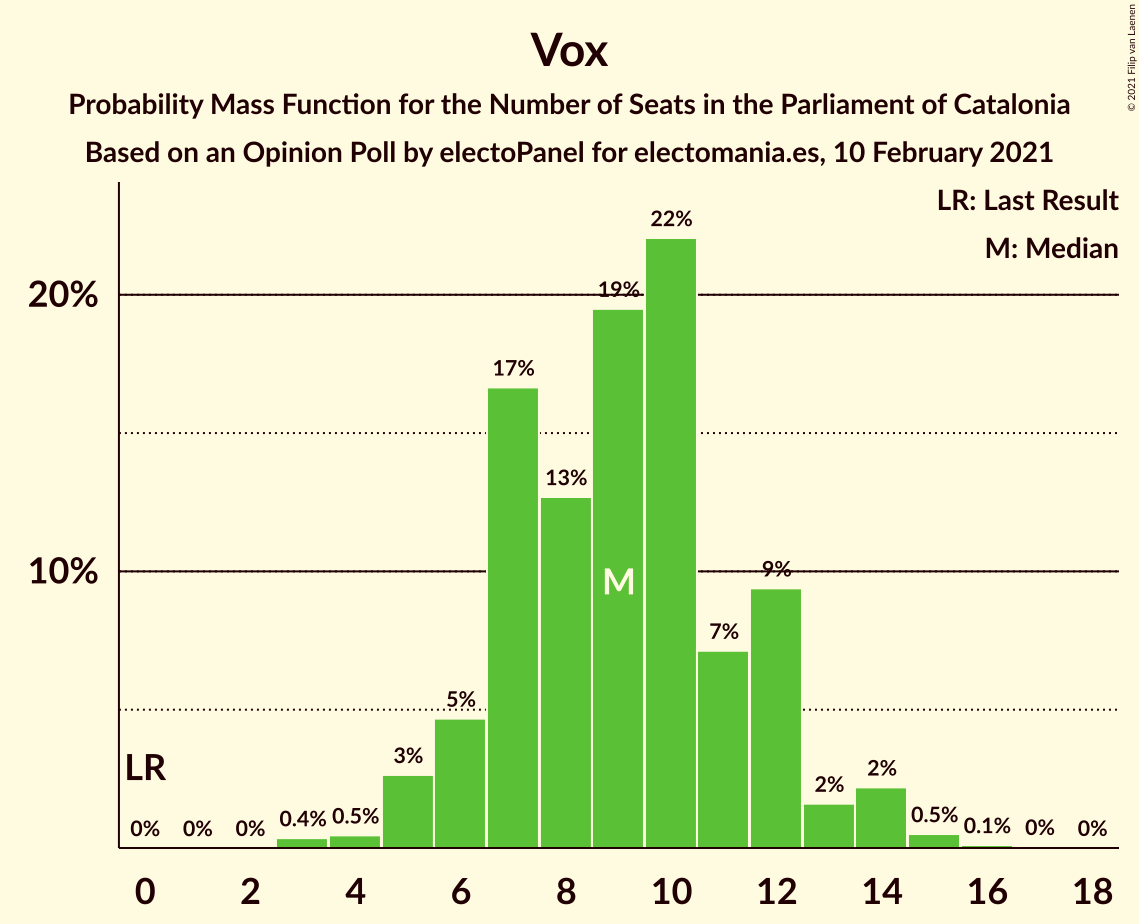 Vox
Probability Mass Function for the Number of Seats in the Parliament of Catalonia
Based on an Opinion Poll by electoPanel for electomania.es, 10 February 2021
© 2021 Filip van Laenen
LR: Last Result
M: Median
20%
10%
22%
19%
17%
13%
9%
7%
5%
3%
2%
2%
0.4%
0.5%
0.5%
0.1%
0%
0%
0%
0%
0%
LR
M
0 2 4 6 8 10 12 14 16 18